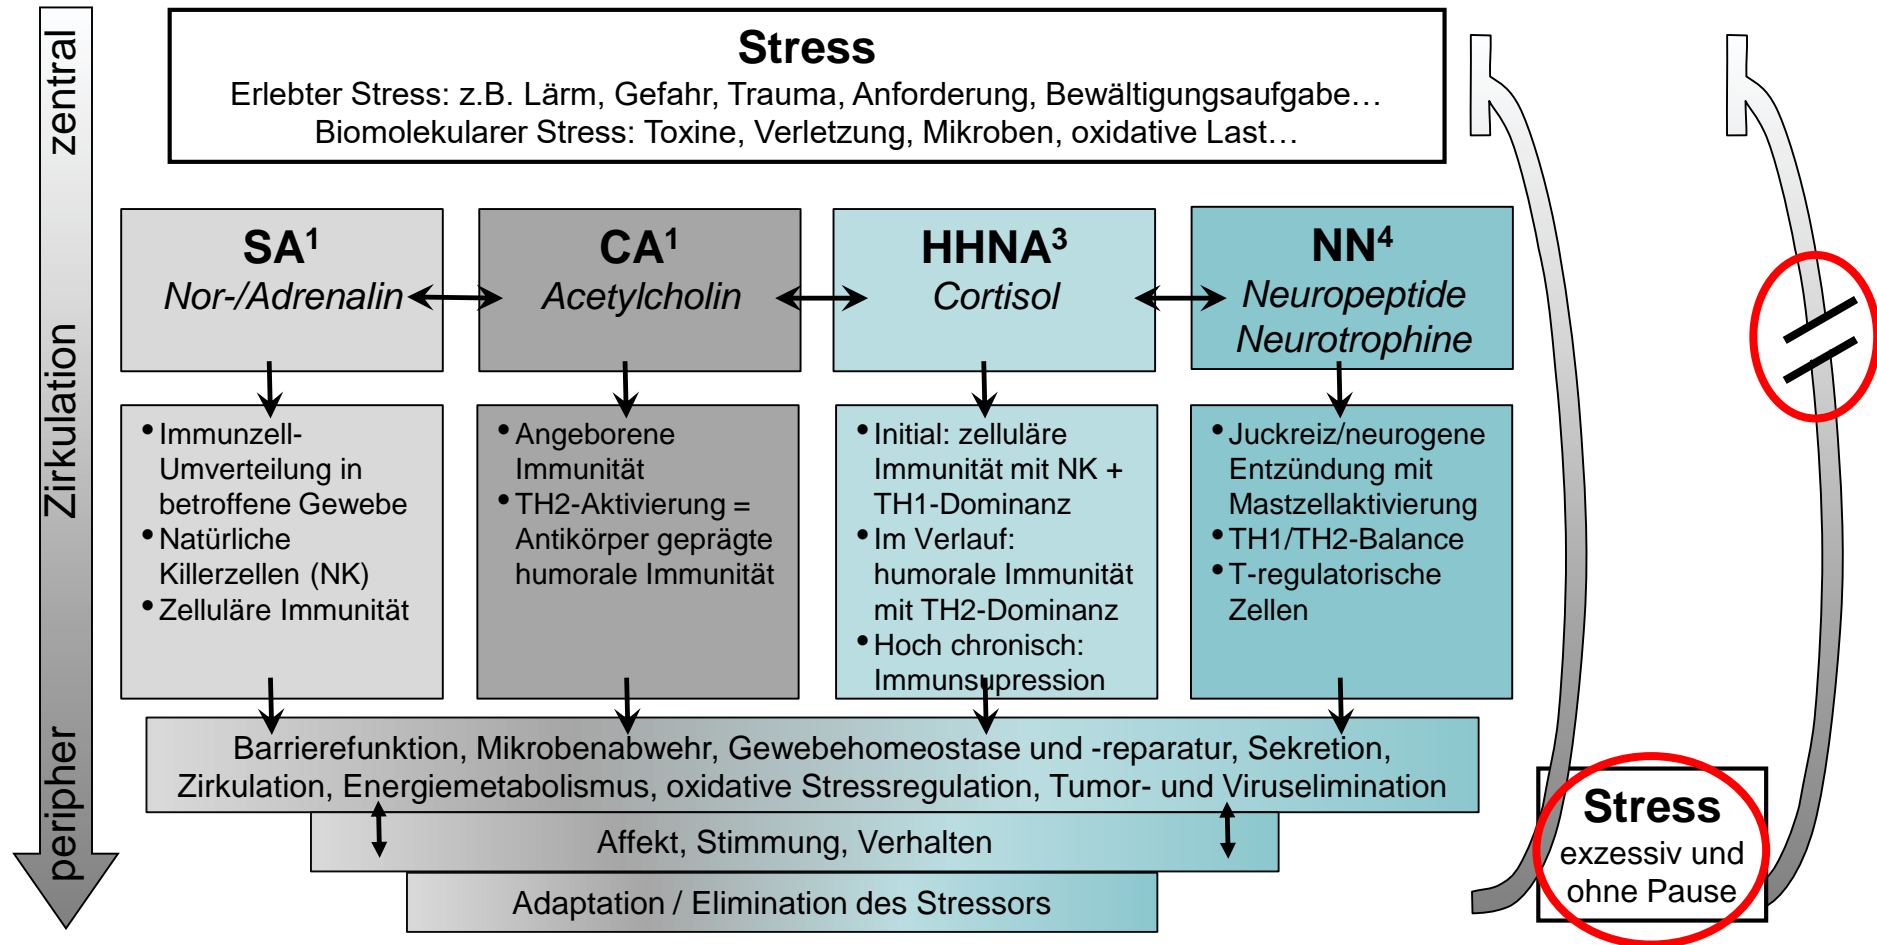 Stress
Erlebter Stress: z.B. Lärm, Gefahr, Trauma, Anforderung, Bewältigungsaufgabe…
Biomolekularer Stress: Toxine, Verletzung, Mikroben, oxidative Last…
zentral
Zirkulation
peripher
SA¹
Nor-/Adrenalin
CA¹
Acetylcholin
HHNA³
Cortisol
NN⁴
Neuropeptide
Neurotrophine
• Immunzell-
Umverteilung in
betroffene Gewebe
• Natürliche
Killerzellen (NK)
• Zelluläre Immunität
• Angeborene
Immunität
• TH2-Aktivierung =
Antikörper geprägte
humorale Immunität
• Initial: zelluläre
Immunität mit NK +
TH1-Dominanz
• Im Verlauf:
humorale Immunität
mit TH2-Dominanz
• Hoch chronisch:
Immunsupression
• Juckreiz/neurogene
Entzündung mit
Mastzellaktivierung
• TH1/TH2-Balance
• T-regulatorische
Zellen
Barrierefunktion, Mikrobenabwehr, Gewebehomeostase und -reparatur, Sekretion,
Zirkulation, Energiemetabolismus, oxidative Stressregulation, Tumor- und Viruselimination
Affekt, Stimmung, Verhalten
Adaptation / Elimination des Stressors
Stress
exzessiv und
ohne Pause